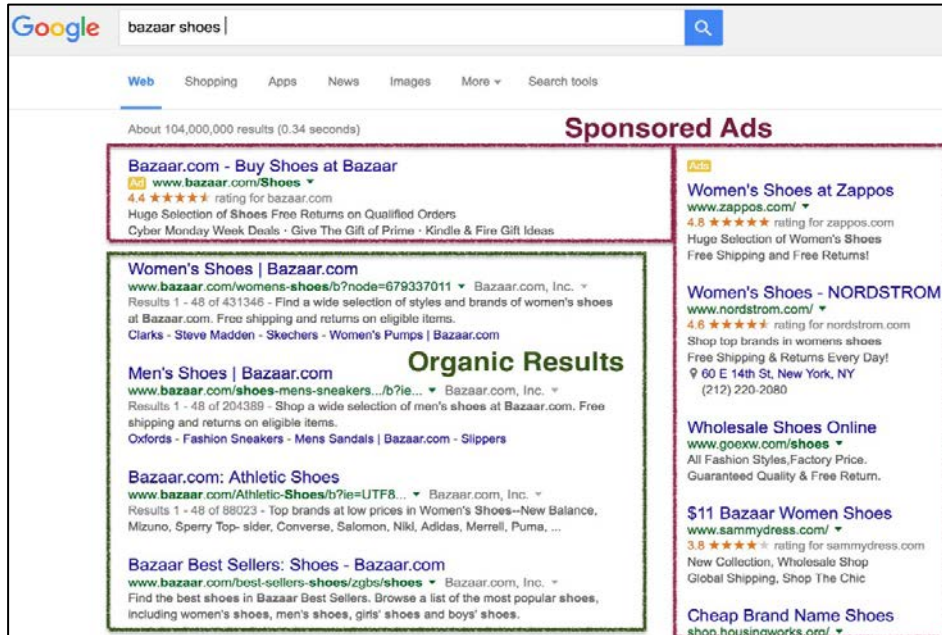 Google
bazaar shoes
Web Shopping Apps News Images More Search tools
About 104,000,000 results (0.34 seconds)
Sponsored Ads
Bazaar.com - Buy Shoes at Bazaar
Ad www.bazaar.com/Shoes
4.4 ★★★★★ rating for bazaar.com
Huge Selection of Shoes Free Returns on Qualified Orders
Cyber Monday Week Deals · Give The Gift of Prime · Kindle & Fire Gift Ideas
Organic Results
Women's Shoes | Bazaar.com
www.bazaar.com/womens-shoes/b?node=679337011 Bazaar.com, Inc.
Results 1 - 48 of 431346 - Find a wide selection of styles and brands of women's shoes
at Bazaar.com. Free shipping and returns on eligible items.
Clarks - Steve Madden - Skechers - Women's Pumps | Bazaar.com
Men's Shoes | Bazaar.com
www.bazaar.com/shoes-mens-sneakers.../b?ie... Bazaar.com, Inc.
Results 1 - 48 of 204389 - Shop a wide selection of men's shoes at Bazaar.com. Free
shipping and returns on eligible items.
Oxfords - Fashion Sneakers - Mens Sandals | Bazaar.com - Slippers
Bazaar.com: Athletic Shoes
www.bazaar.com/Athletic-Shoes/b?ie=UTF8... Bazaar.com, Inc.
Results 1 - 48 of 88023 - Top brands at low prices in Women's Shoes--New Balance,
Mizuno, Sperry Top- sider, Converse, Salomon, Niki, Adidas, Merrell, Puma, ...
Bazaar Best Sellers: Shoes - Bazaar.com
www.bazaar.com/best-sellers-shoes/zgbs/shoes Bazaar.com, Inc.
Find the best shoes in Bazaar Best Sellers. Browse a list of the most popular shoes,
including women's shoes, men's shoes, girls' shoes and boys' shoes.
Ads
Women's Shoes at Zappos
www.zappos.com/
4.8 ★★★★★ rating for zappos.com
Huge Selection of Women's Shoes
Free Shipping and Free Returns!
Women's Shoes - NORDSTROM
www.nordstrom.com/
4.6 ★★★★★ rating for nordstrom.com
Shop top brands in womens shoes
Free Shipping & Returns Every Day!
60 E 14th St, New York, NY
(212) 220-2080
Wholesale Shoes Online
www.goexw.com/shoes
All Fashion Styles,Factory Price.
Guaranteed Quality & Free Return.
$11 Bazaar Women Shoes
www.sammydress.com/
3.8 ★★★★★ rating for sammydress.com
New Collection, Wholesale Shop
Global Shipping, Shop The Chic
Cheap Brand Name Shoes
shop.housingworks.org/